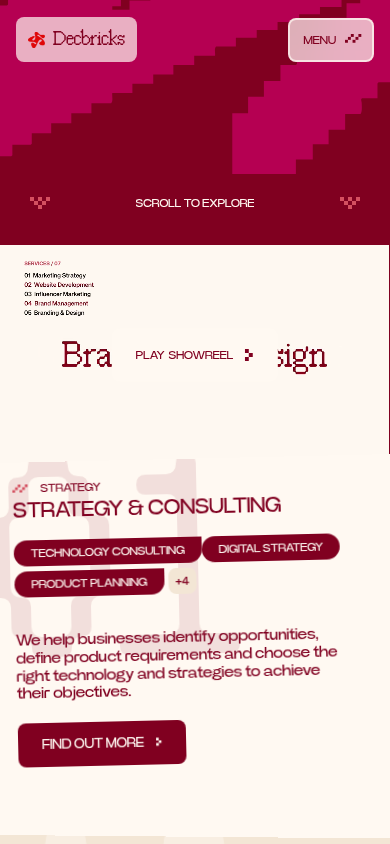 Decbricks
MENU
SCROLL TO EXPLORE
SERVICES / 07
01 Marketing Strategy
02 Website Development
03 Influencer Marketing
04 Brand Management
05 Branding & Design
Bra
PLAY SHOWREEL
sign
01
STRATEGY
STRATEGY & CONSULTING
TECHNOLOGY CONSULTING
DIGITAL STRATEGY
PRODUCT PLANNING
+4
We help businesses identify opportunities,
define product requirements and choose the
right technology and strategies to achieve
their objectives.
FIND OUT MORE